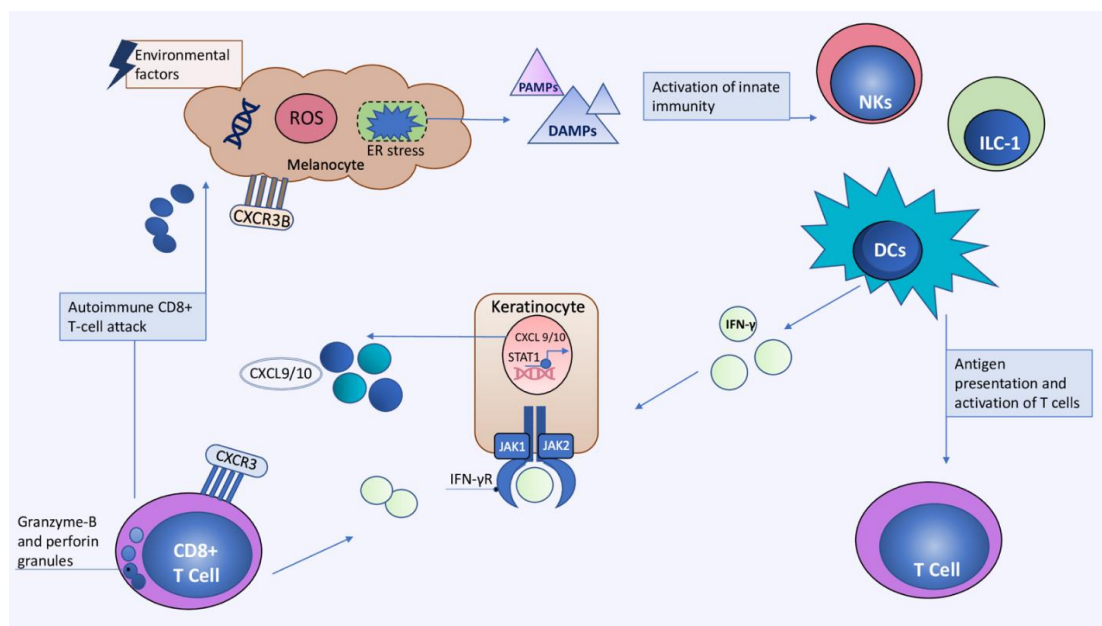 Environmental
factors
ROS
ER stress
Melanocyte
CXCR3B
PAMPs
DAMPs
Activation of innate
immunity
NKs
ILC-1
DCs
Autoimmune CD8+
T-cell attack
Keratinocyte
CXCL 9/10
STAT1
CXCL9/10
IFN-γ
Antigen
presentation and
activation of T cells
JAK1
JAK2
IFN-γR
CXCR3
Granzyme-B
and perforin
granules
CD8+
T Cell
T Cell